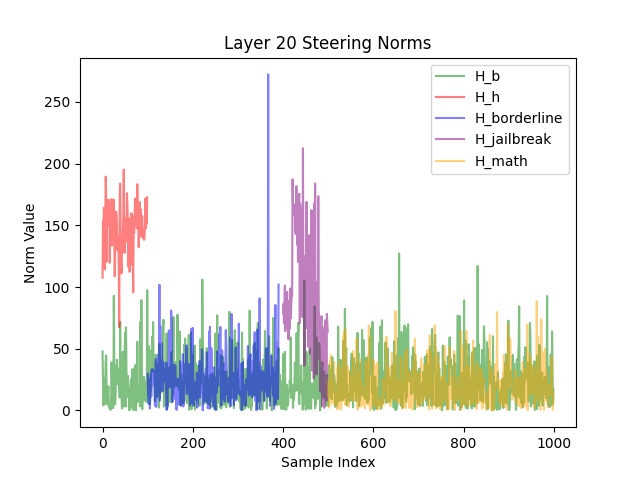 Layer 20 Steering Norms
H_b
H_h
H_borderline
H_jailbreak
H_math
Norm Value
250
200
150
100
50
0
0
200
400
600
800
1000
Sample Index